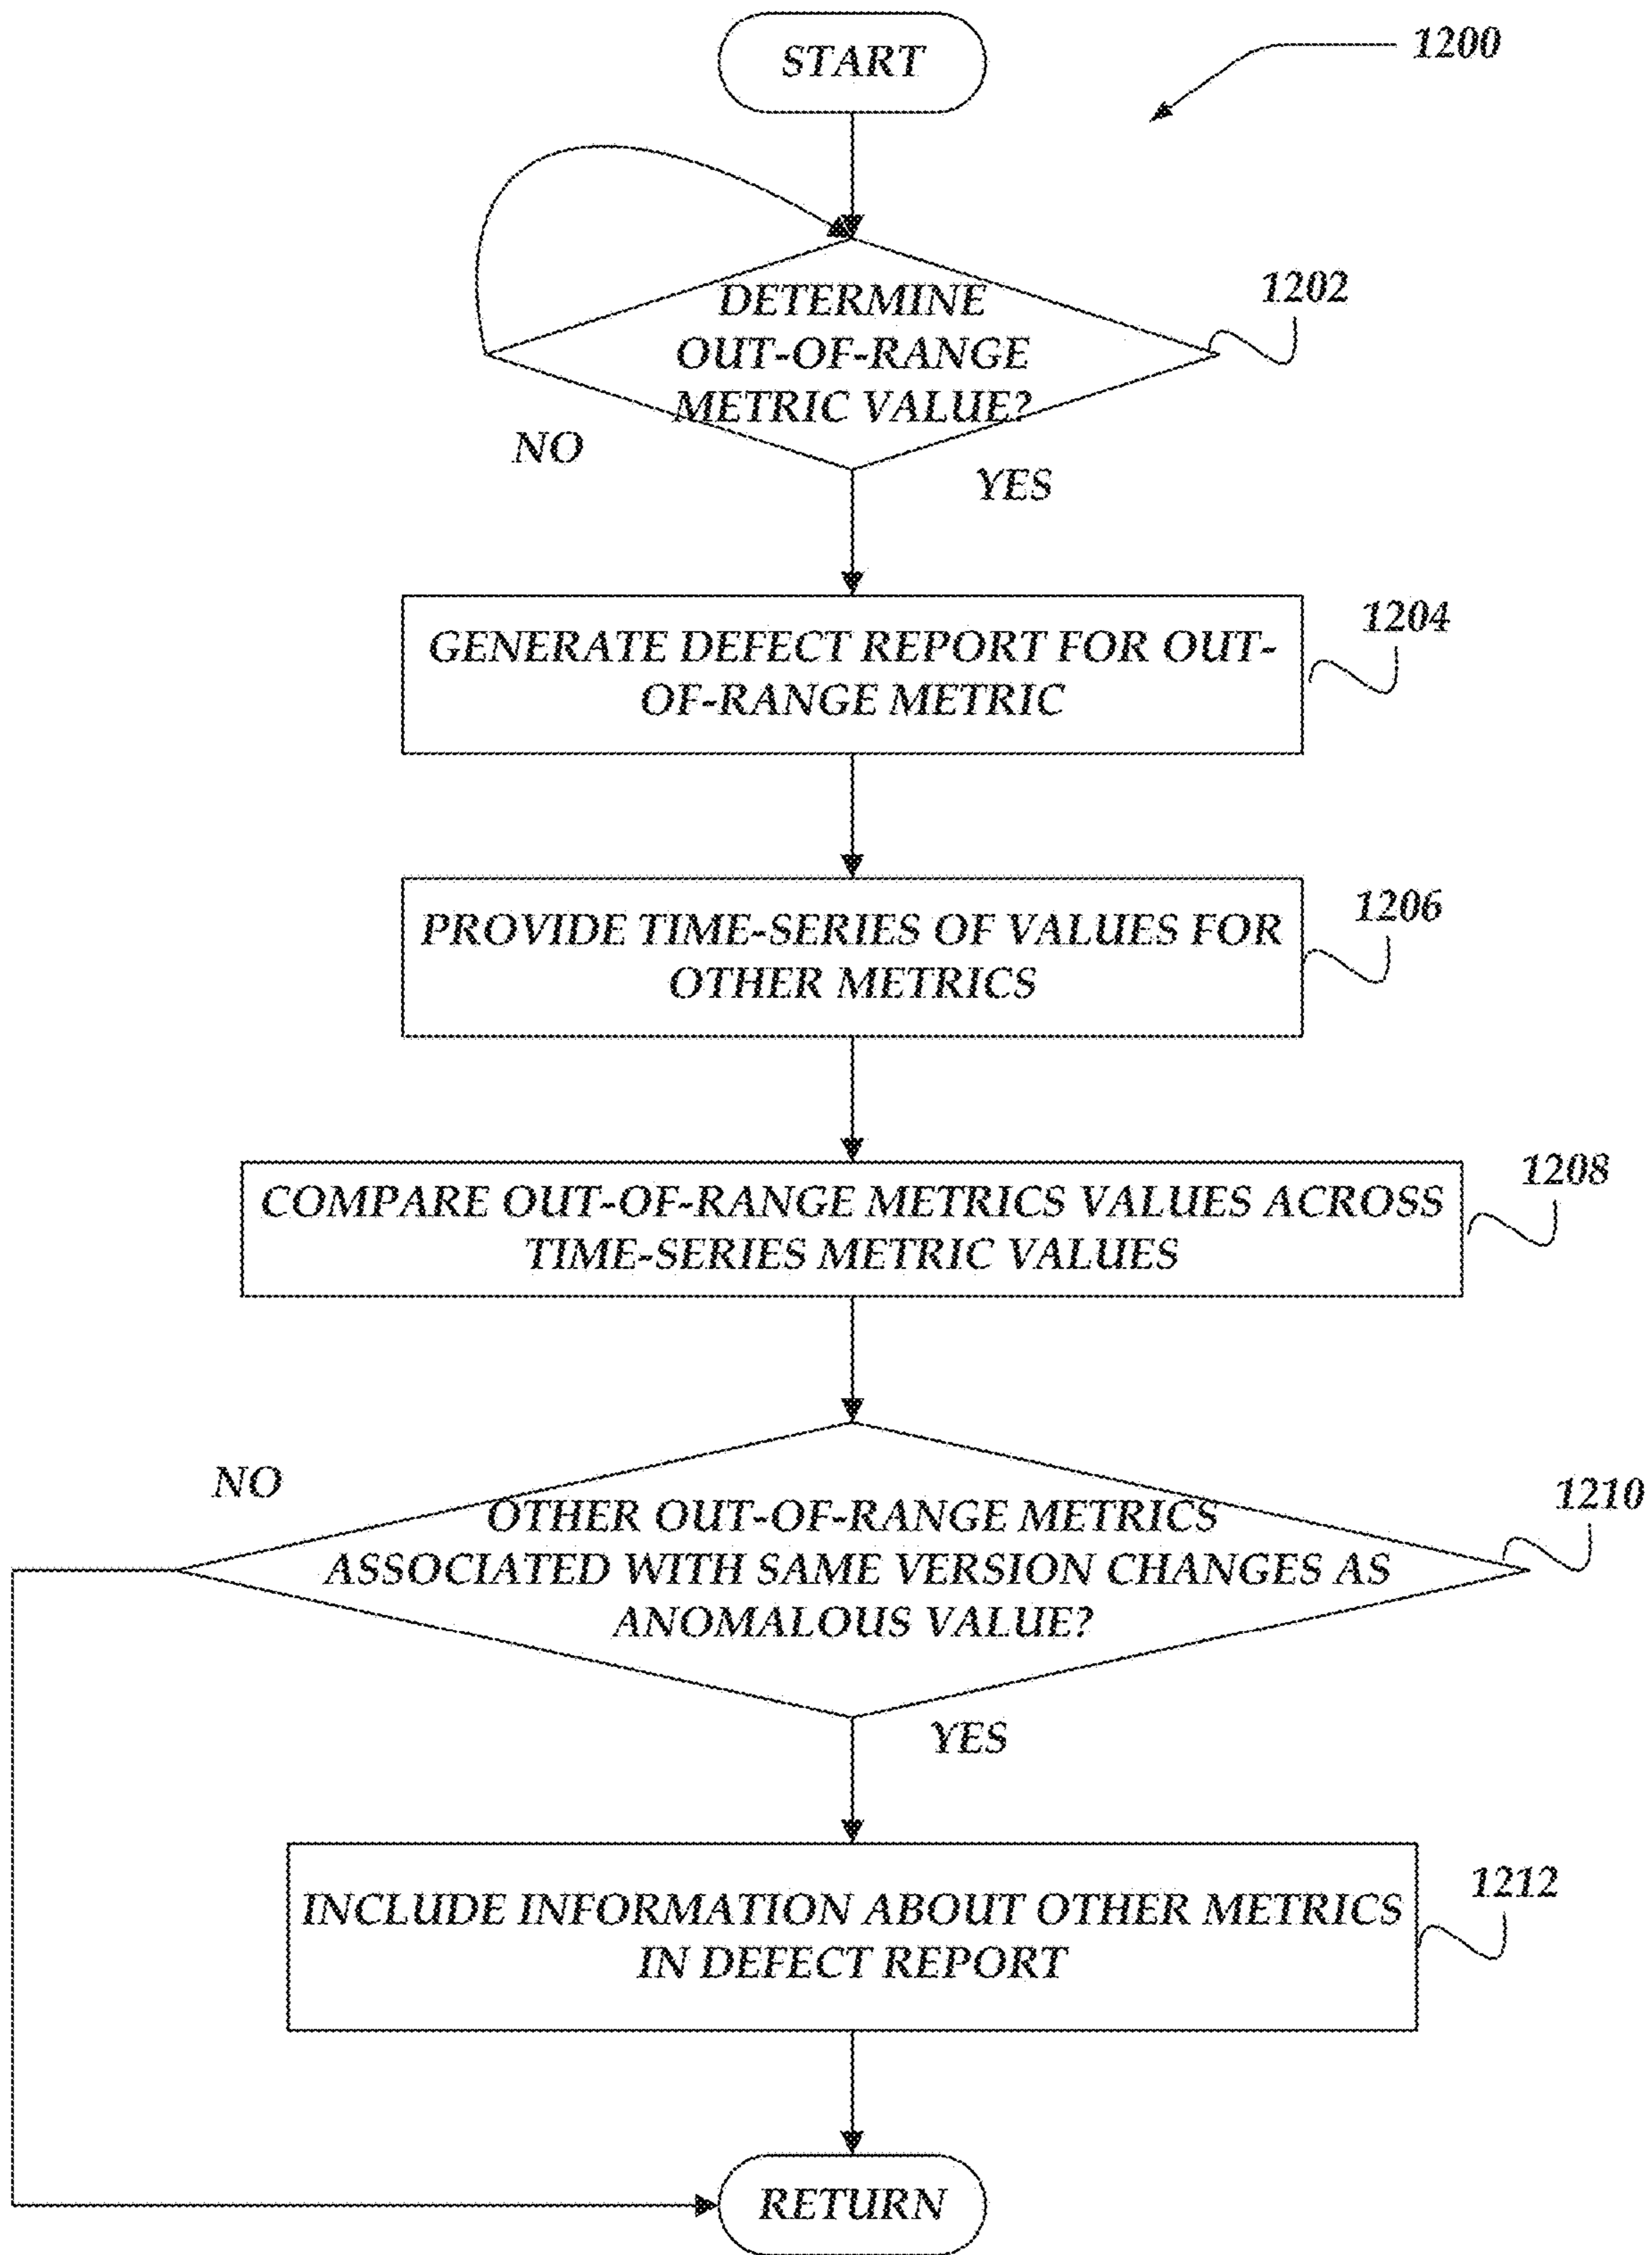 START
1200
DETERMINE
OUT-OF-RANGE
METRIC VALUE?
1202
NO
YES
GENERATE DEFECT REPORT FOR OUT-
OF-RANGE METRIC
1204
PROVIDE TIME-SERIES OF VALUES FOR
OTHER METRICS
1206
COMPARE OUT-OF-RANGE METRICS VALUES ACROSS
TIME-SERIES METRIC VALUES
1208
NO
OTHER OUT-OF-RANGE METRICS
ASSOCIATED WITH SAME VERSION CHANGES AS
ANOMALOUS VALUE?
1210
YES
INCLUDE INFORMATION ABOUT OTHER METRICS
IN DEFECT REPORT
1212
RETURN